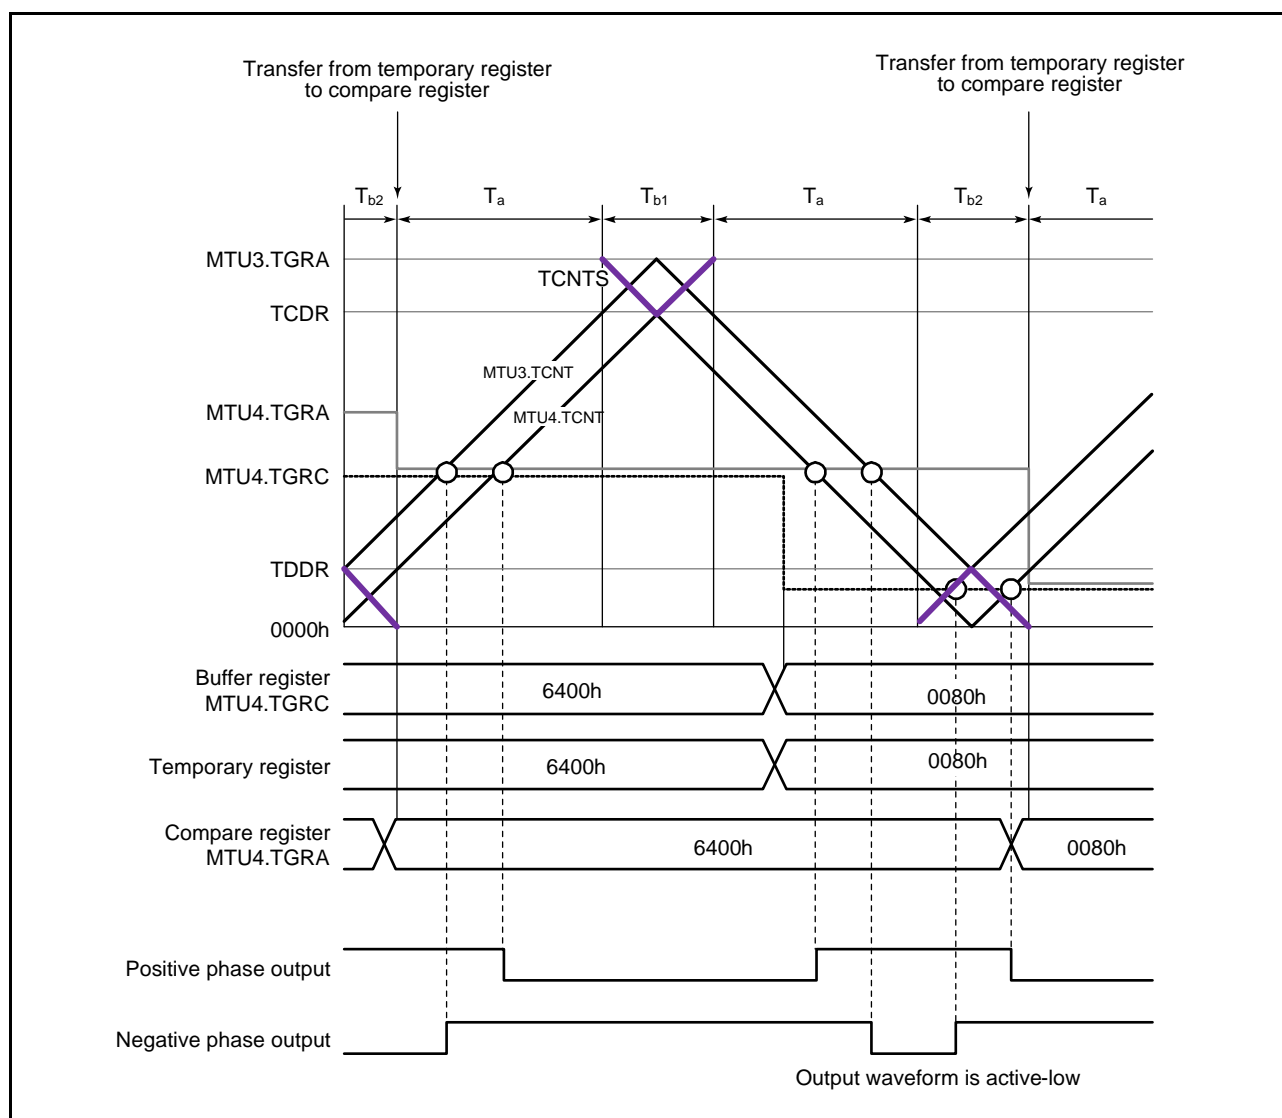 Transfer from temporary register
to compare register
Transfer from temporary register
to compare register
Tb2
Ta
Tb1
Ta
Tb2
Ta
MTU3.TGRA
TCNTS
TCDR
MTU3.TCNT
MTU4.TGRA
MTU4.TCNT
MTU4.TGRC
TDDR
0000h
Buffer register
MTU4.TGRC
6400h
0080h
Temporary register
6400h
0080h
Compare register
MTU4.TGRA
6400h
0080h
Positive phase output
Negative phase output
Output waveform is active-low